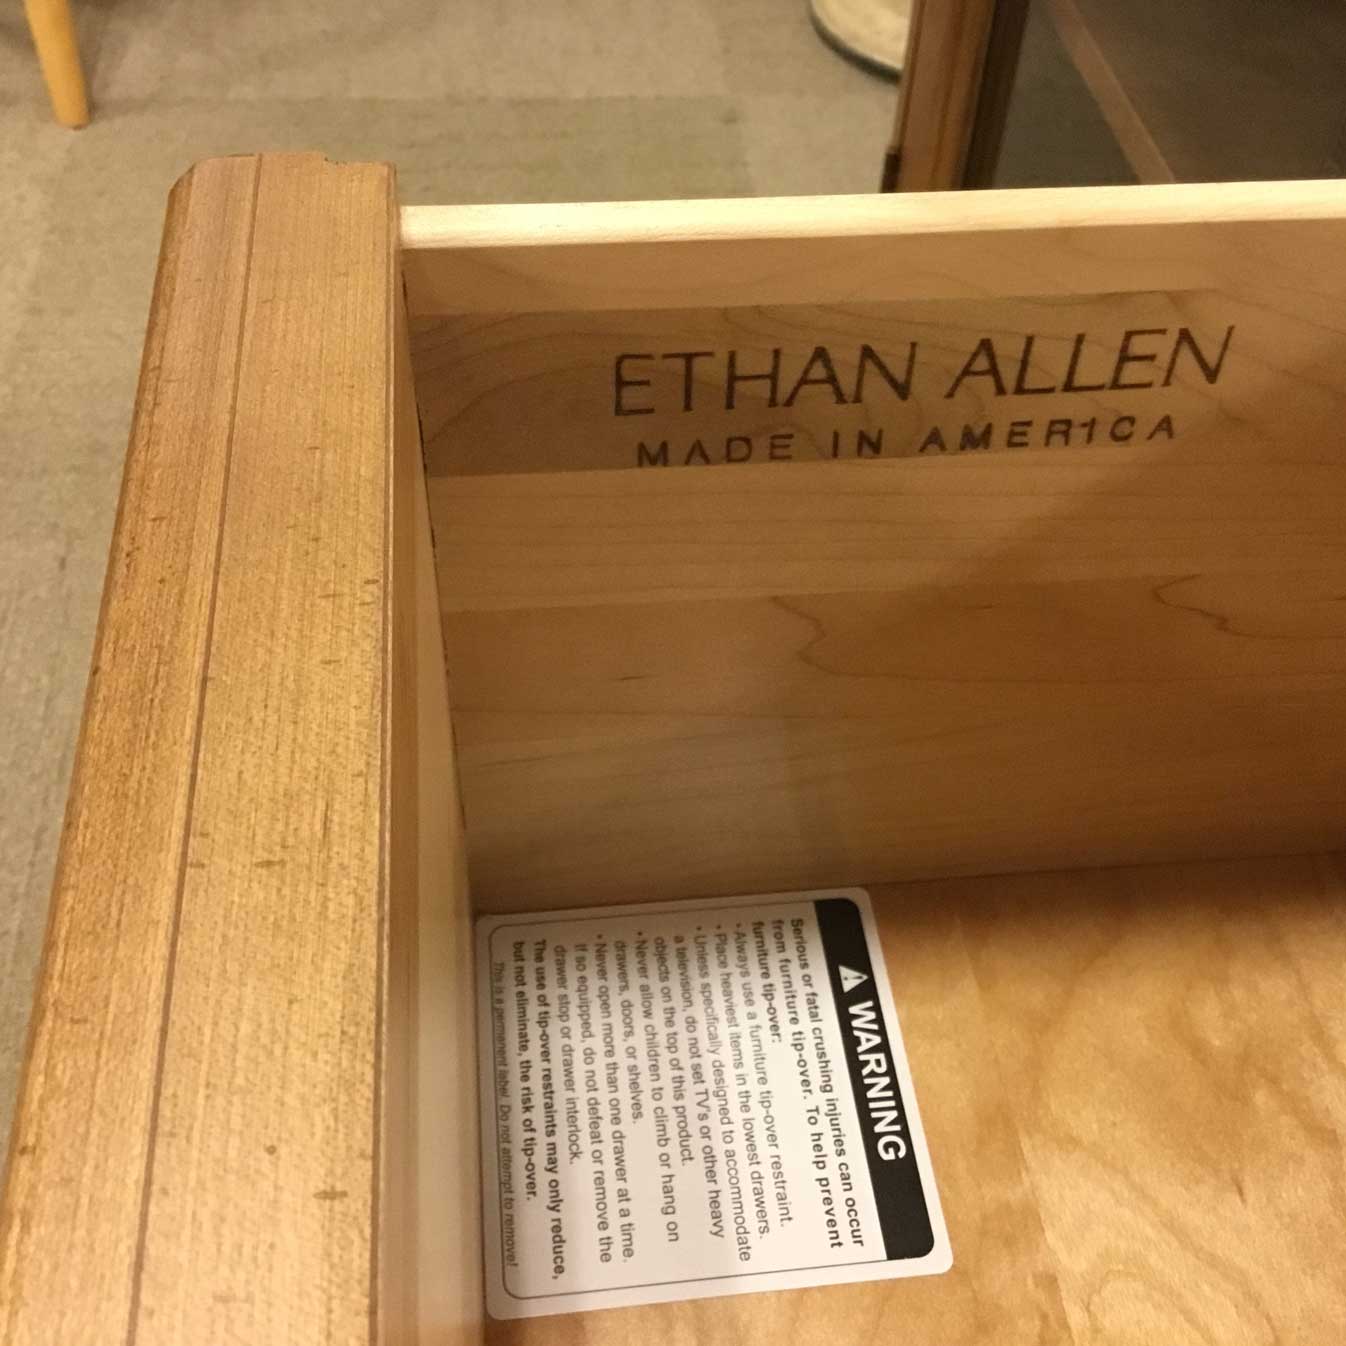 ETHAN ALLEN
MADE IN AMERICA
WARNING
Serious or fatal crushing injuries can occur
from furniture tip-over. To help prevent
furniture tip-over:
• Always use a furniture tip-over restraint.
• Place heaviest items in the lowest drawers.
• Unless specifically designed to accommodate
a television, do not set TV's or other heavy
objects on the top of this product.
• Never allow children to climb or hang on
drawers, doors, or shelves.
• Never open more than one drawer at a time.
If so equipped, do not defeat or remove the
drawer stop or drawer interlock.
The use of tip-over restraints may only reduce,
but not eliminate, the risk of tip-over.
This is a permanent label. Do not attempt to remove!